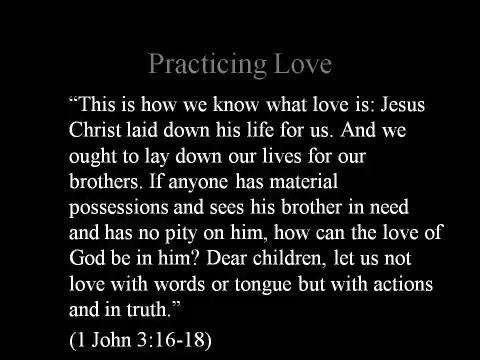 Practicing Love
“This is how we know what love is: Jesus
Christ laid down his life for us. And we
ought to lay down our lives for our
brothers. If anyone has material
possessions and sees his brother in need
and has no pity on him, how can the love of
God be in him? Dear children, let us not
love with words or tongue but with actions
and in truth.”
(1 John 3:16-18)